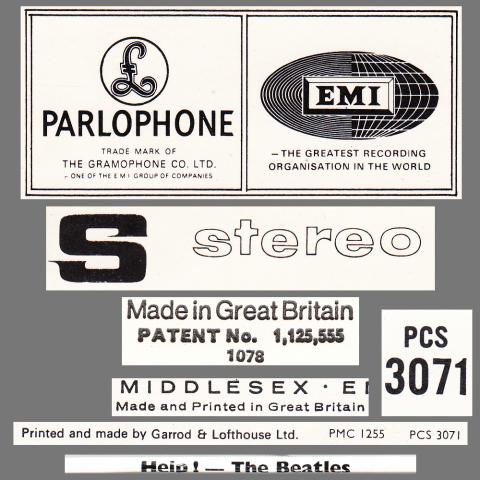 £
PARLOPHONE
TRADE MARK OF
THE GRAMOPHONE CO. LTD.
- ONE OF THE E M I GROUP OF COMPANIES
EMI
— THE GREATEST RECORDING
ORGANISATION IN THE WORLD
S stereo
Made in Great Britain
PATENT No. 1,125,555
1078
PCS
3071
MIDDLESEX · E
Made and Printed in Great Britain
Printed and made by Garrod & Lofthouse Ltd. PMC 1255 PCS 3071
Help! — The Beatles